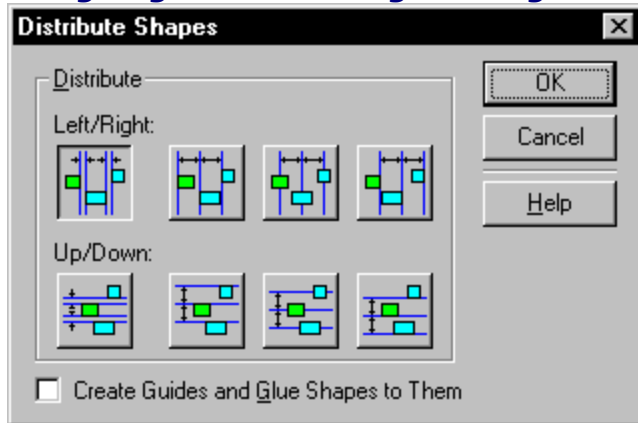 Distribute Shapes
Distribute
OK
Left/Right:
Cancel
Help
Up/Down:
Create Guides and Glue Shapes to Them